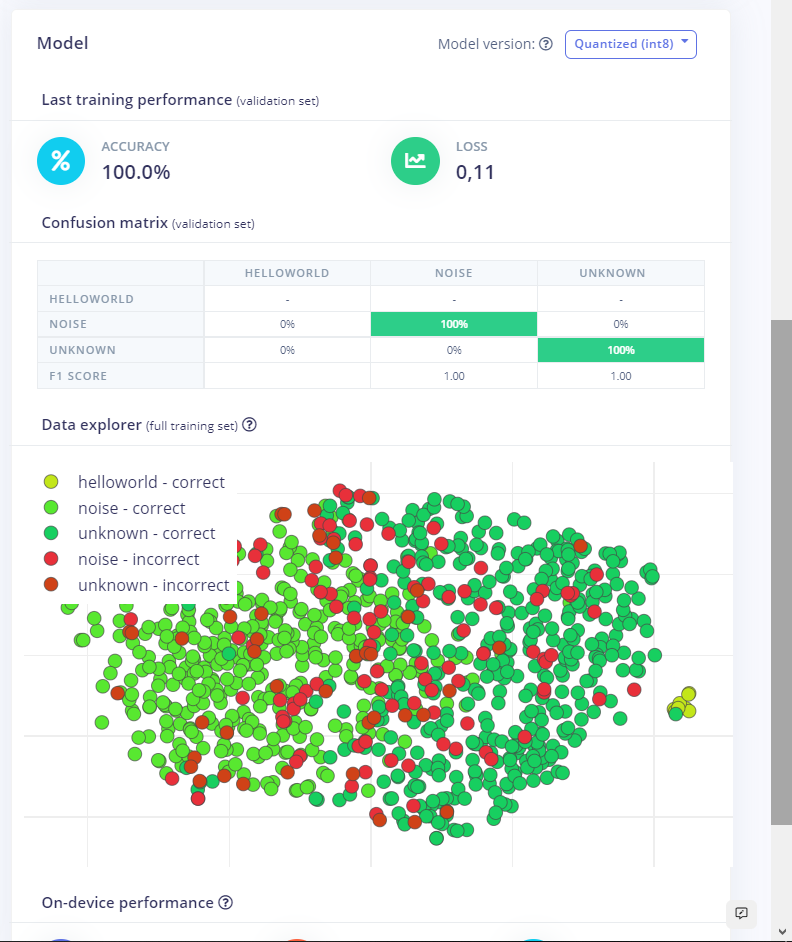 Model
Model version: Quantized (int8)
Last training performance (validation set)
% ACCURACY
100.0%
LOSS
0,11
Confusion matrix (validation set)
HELLOWORLD NOISE UNKNOWN
HELLOWORLD - - -
NOISE 0% 100% 0%
UNKNOWN 0% 0% 100%
F1 SCORE 1.00 1.00
Data explorer (full training set) ?
helloworld - correct
noise - correct
unknown - correct
noise - incorrect
unknown - incorrect
On-device performance ?